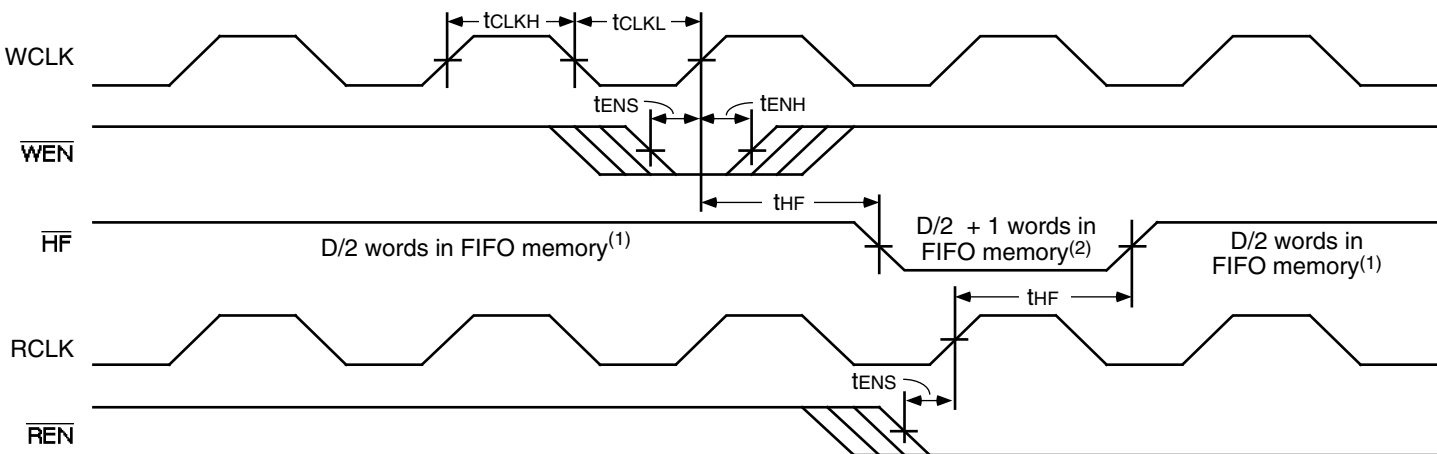 tCLKH
tCLKL
WCLK
tENS
tENH
WEN
tHF
HF
D/2 words in FIFO memory(1)
D/2 + 1 words in
FIFO memory(2)
D/2 words in
FIFO memory(1)
tHF
RCLK
tENS
REN